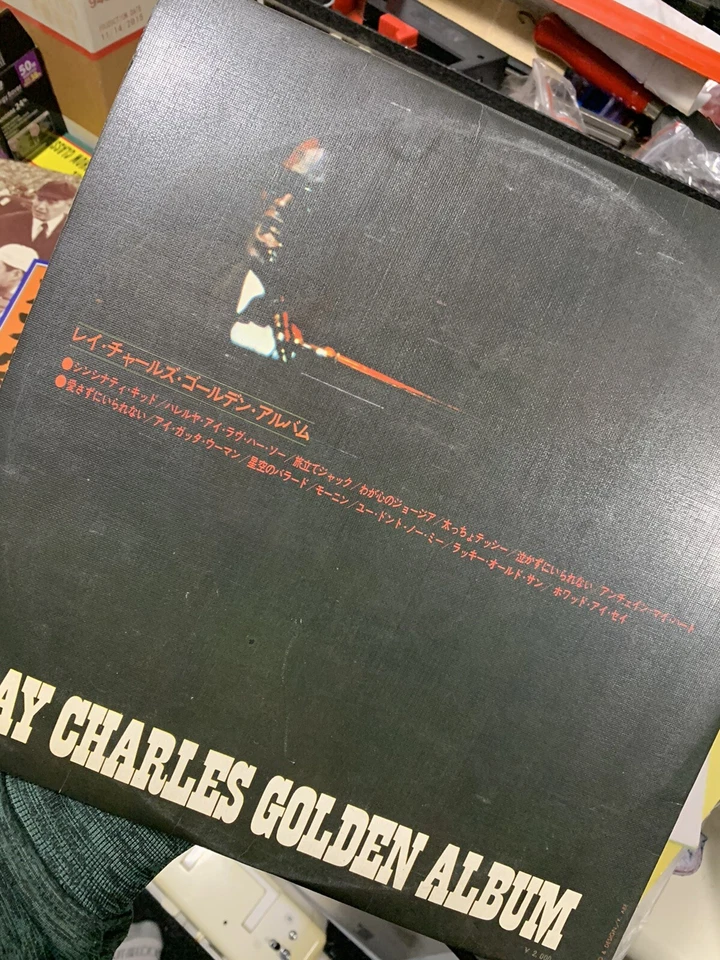 PRODUCTION DATE
11.14.2015
レイ・チャールズ・ゴールデン・アルバム
●シンシナティ・キッド/ハレルヤ・アイ・ラヴ・ハー・ソー/旅立てジャック/わが心のジョージア/太っちょテッシー/泣かずにいられない アンチェイン・マイ・ハート
●愛さずにいられない/アイ・ガッタ・ウーマン/星空のバラード/モーニン/ユー・ドント・ノー・ミー/ラッキー・オールド・サン/ホワッド・アイ・セイ
AY CHARLES GOLDEN ALBUM